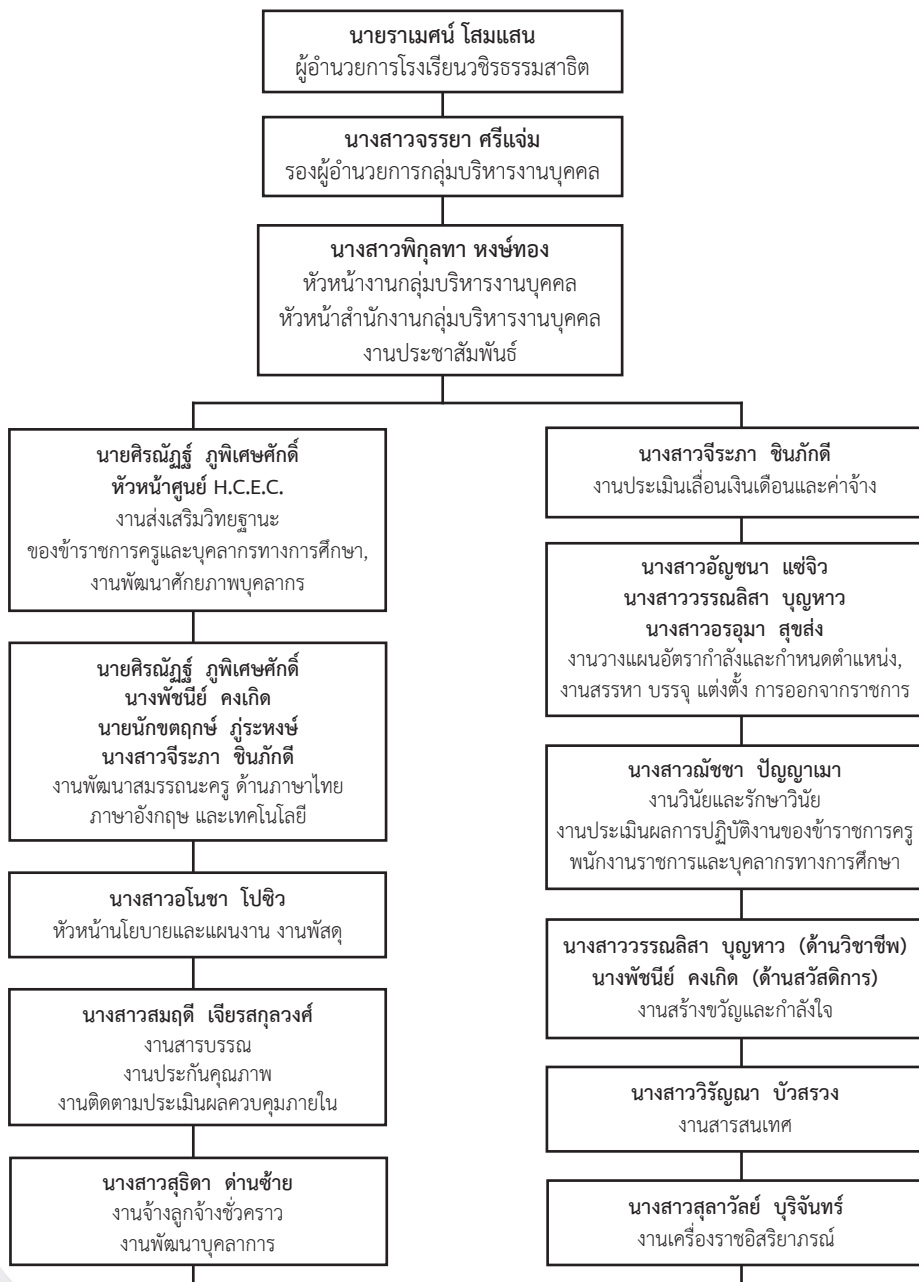 นายราเมศน์ โสมแสน
ผู้อำนวยการโรงเรียนวชิรธรรมสาธิต
นางสาวจรรยา ศรีแจ่ม
รองผู้อำนวยการกลุ่มบริหารงานบุคคล
นางสาวพิกุลทา หงษ์ทอง
หัวหน้างานกลุ่มบริหารงานบุคคล
หัวหน้าสำนักงานกลุ่มบริหารงานบุคคล
งานประชาสัมพันธ์
นายศิรณัฏฐ์ ภูพิเศษศักดิ์
หัวหน้าศูนย์ H.C.E.C.
งานส่งเสริมวิทยฐานะ
ของข้าราชการครูและบุคลากรทางการศึกษา,
งานพัฒนาศักยภาพบุคลากร
นายศิรณัฏฐ์ ภูพิเศษศักดิ์
นางพัชนีย์ คงเกิด
นายนักขตฤกษ์ ภู่ระหงษ์
นางสาวจีระภา ชินภักดี
งานพัฒนาสมรรถนะครู ด้านภาษาไทย
ภาษาอังกฤษ และเทคโนโลยี
นางสาวอโนชา โปซิว
หัวหน้านโยบายและแผนงาน งานพัสดุ
นางสาวสมฤดี เจียรสกุลวงศ์
งานสารบรรณ
งานประกันคุณภาพ
งานติดตามประเมินผลควบคุมภายใน
นางสาวสุธิดา ด่านซ้าย
งานจ้างลูกจ้างชั่วคราว
งานพัฒนาบุคลาการ
นางสาวจีระภา ชินภักดี
งานประเมินเลื่อนเงินเดือนและค่าจ้าง
นางสาวอัญชนา แซ่จิว
นางสาววรรณลิสา บุญหาว
นางสาวอรอุมา สุขส่ง
งานวางแผนอัตรากำลังและกำหนดตำแหน่ง,
งานสรรหา บรรจุ แต่งตั้ง การออกจากราชการ
นางสาวณัชชา ปัญญาเมา
งานวินัยและรักษาวินัย
งานประเมินผลการปฏิบัติงานของข้าราชการครู
พนักงานราชการและบุคลากรทางการศึกษา
นางสาววรรณลิสา บุญหาว (ด้านวิชาชีพ)
นางพัชนีย์ คงเกิด (ด้านสวัสดิการ)
งานสร้างขวัญและกำลังใจ
นางสาววิรัญณา บัวสรวง
งานสารสนเทศ
นางสาวสุลาวัลย์ บุริจันทร์
งานเครื่องราชอิสริยาภรณ์